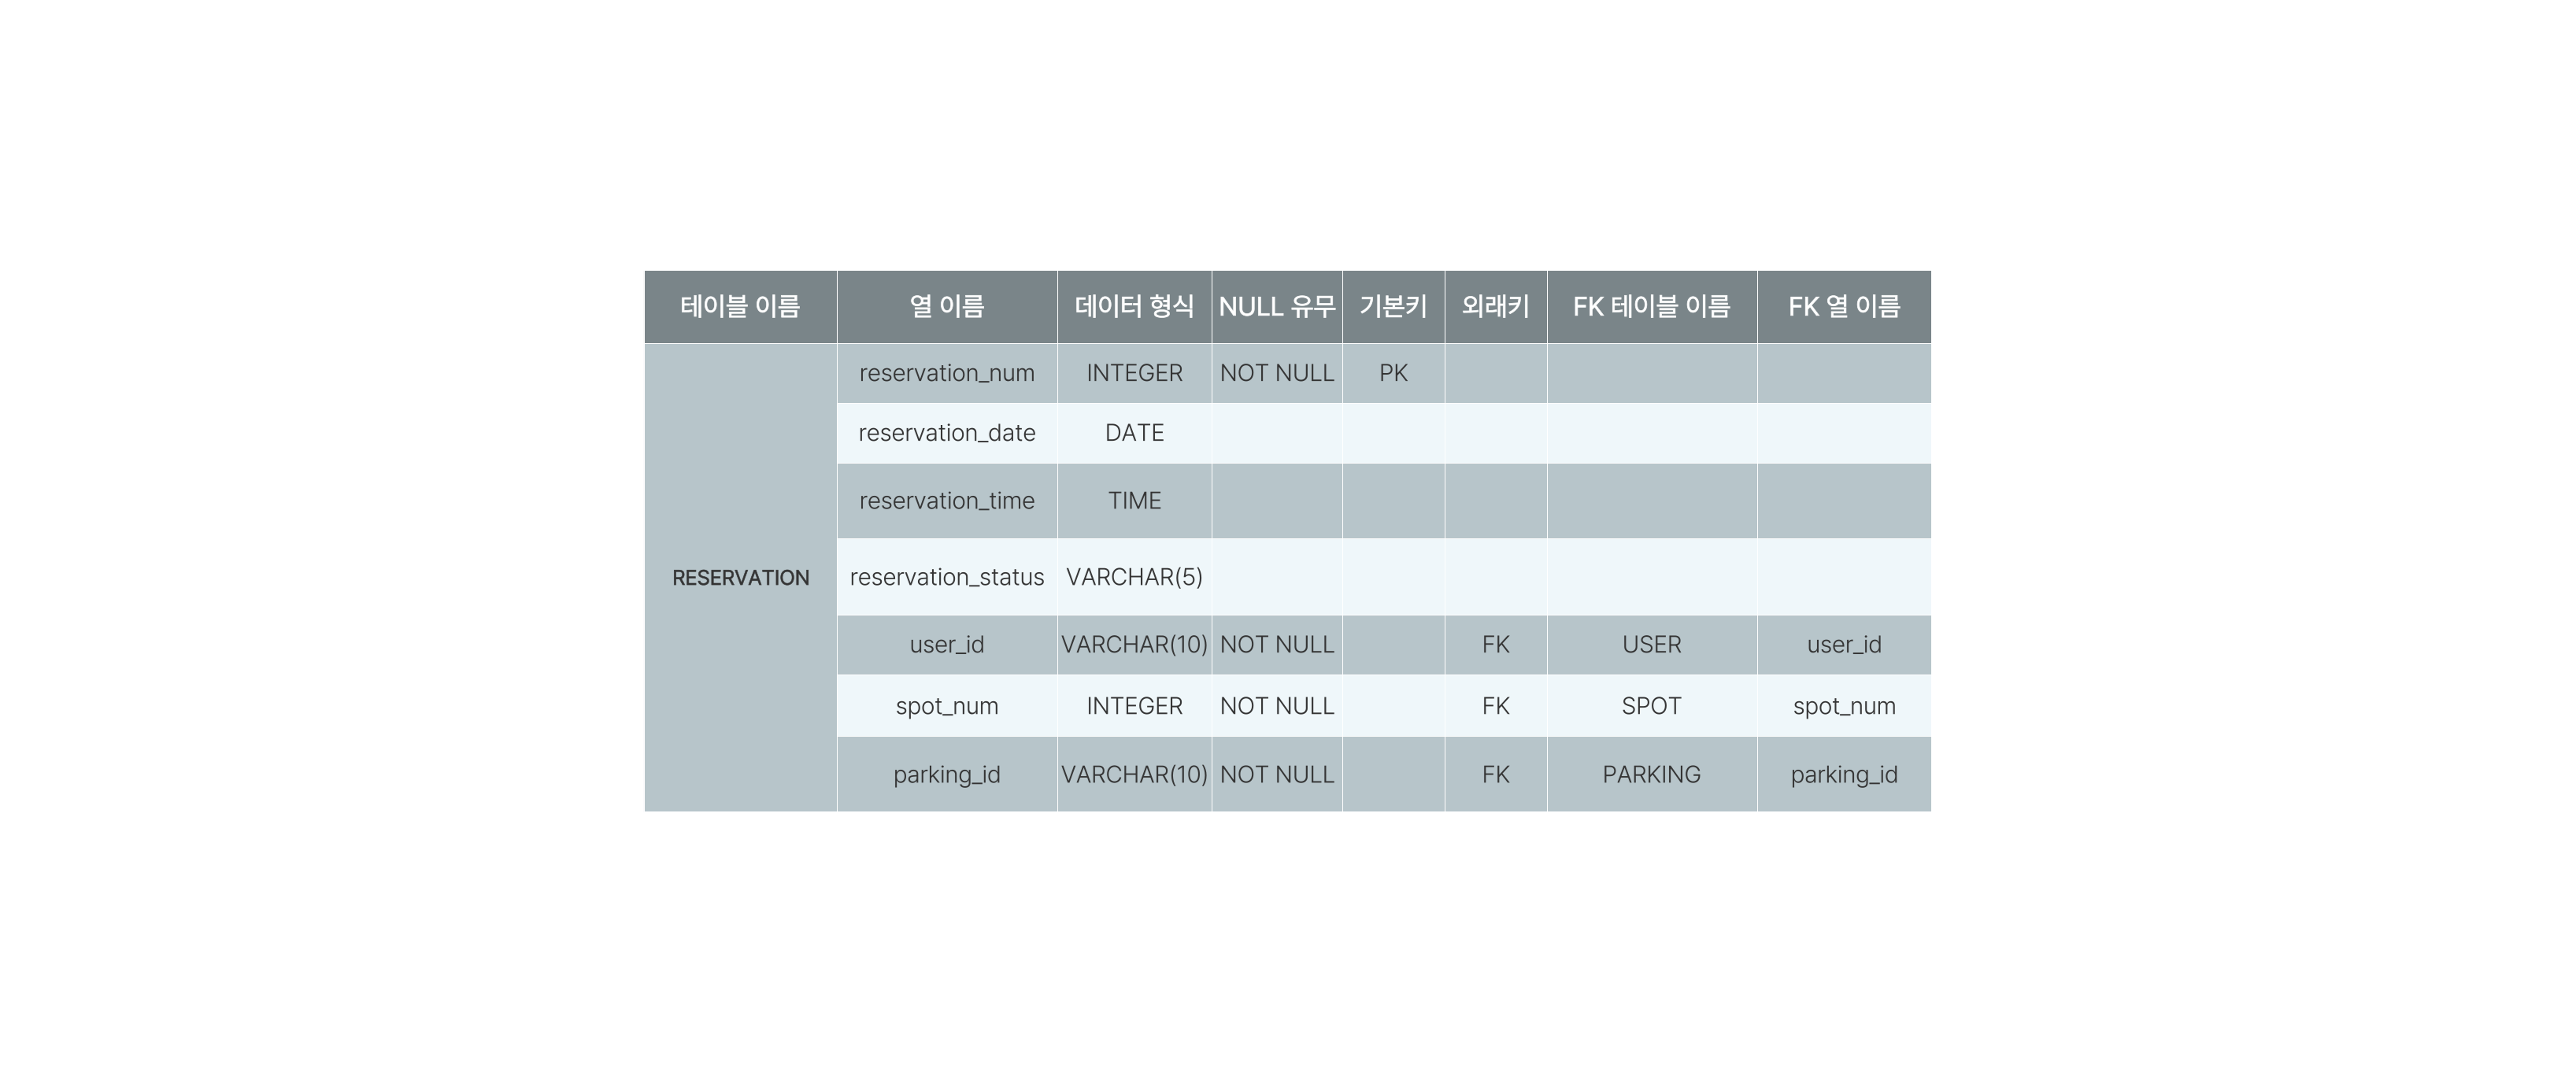 테이블 이름 열 이름 데이터 형식 NULL 유무 기본키 외래키 FK 테이블 이름 FK 열 이름
reservation_num INTEGER NOT NULL PK
reservation_date DATE
reservation_time TIME
RESERVATION reservation_status VARCHAR(5)
user_id VARCHAR(10) NOT NULL FK USER user_id
spot_num INTEGER NOT NULL FK SPOT spot_num
parking_id VARCHAR(10) NOT NULL FK PARKING parking_id